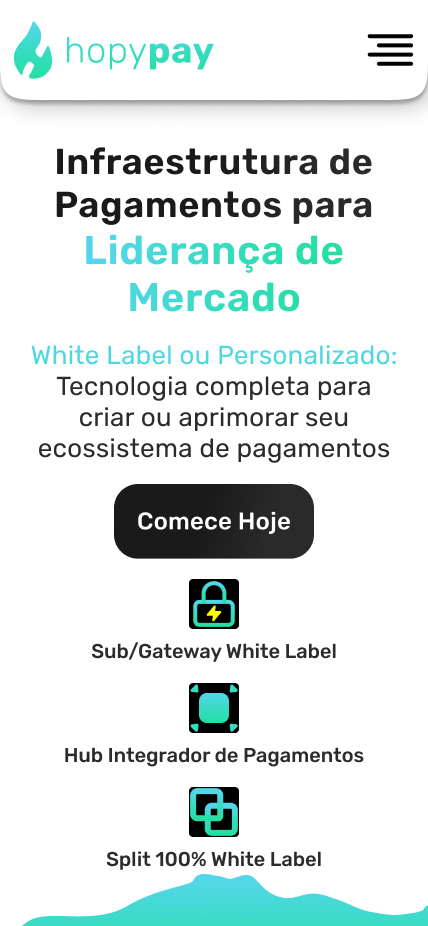 hopypay
Infraestrutura de
Pagamentos para
Liderança de
Mercado
White Label ou Personalizado:
Tecnologia completa para
criar ou aprimorar seu
ecossistema de pagamentos
Comece Hoje
Sub/Gateway White Label
Hub Integrador de Pagamentos
Split 100% White Label